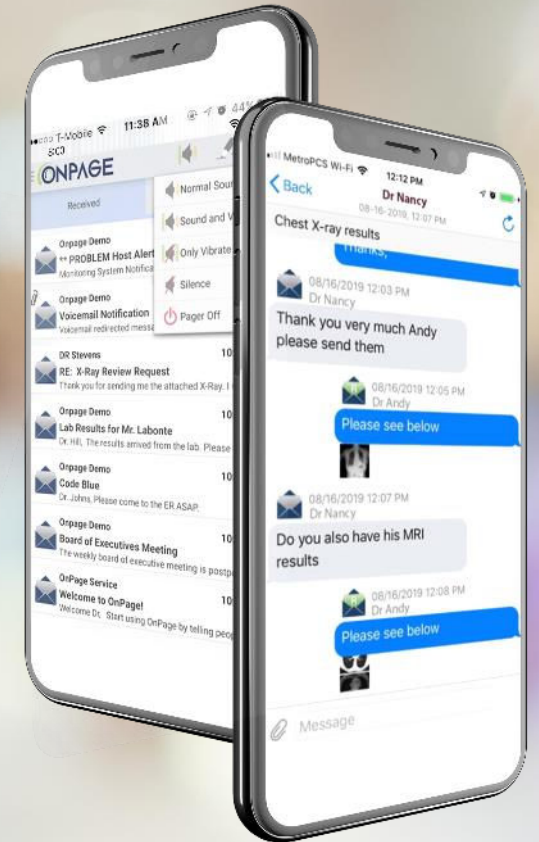 T-Mobile 11:38 AM 44%
ONPAGE
Received
Normal Sou
Sound and V
Only Vibrate
Silence
Pager Off
Onpage Demo
** PROBLEM Host Alert
Monitoring System Notifica
Onpage Demo
Voicemail Notification
Voicemail redirected messa
DR Stevens 10
RE: X-Ray Review Request
Thank you for sending me the attached X-Ray. I
Onpage Demo 10
Lab Results for Mr. Labonte
Dr. Hill, The results arrived from the lab. Please
Onpage Demo 10
Code Blue
Dr. Johns, Please come to the ER ASAP.
Onpage Demo 10
Board of Executives Meeting
The weekly board of executive meeting is postp
OnPage Service 10
Welcome to OnPage!
Welcome Dr. Start using OnPage by telling peop
MetroPCS Wi-Fi 12:12 PM
Back
Dr Nancy
08-16-2019, 12:07 PM
Chest X-ray results
Thanks,
08/16/2019 12:03 PM
Dr Nancy
Thank you very much Andy
please send them
08/16/2019 12:05 PM
Dr Andy
Please see below
08/16/2019 12:07 PM
Dr Nancy
Do you also have his MRI
results
08/16/2019 12:08 PM
Dr Andy
Please see below
Message